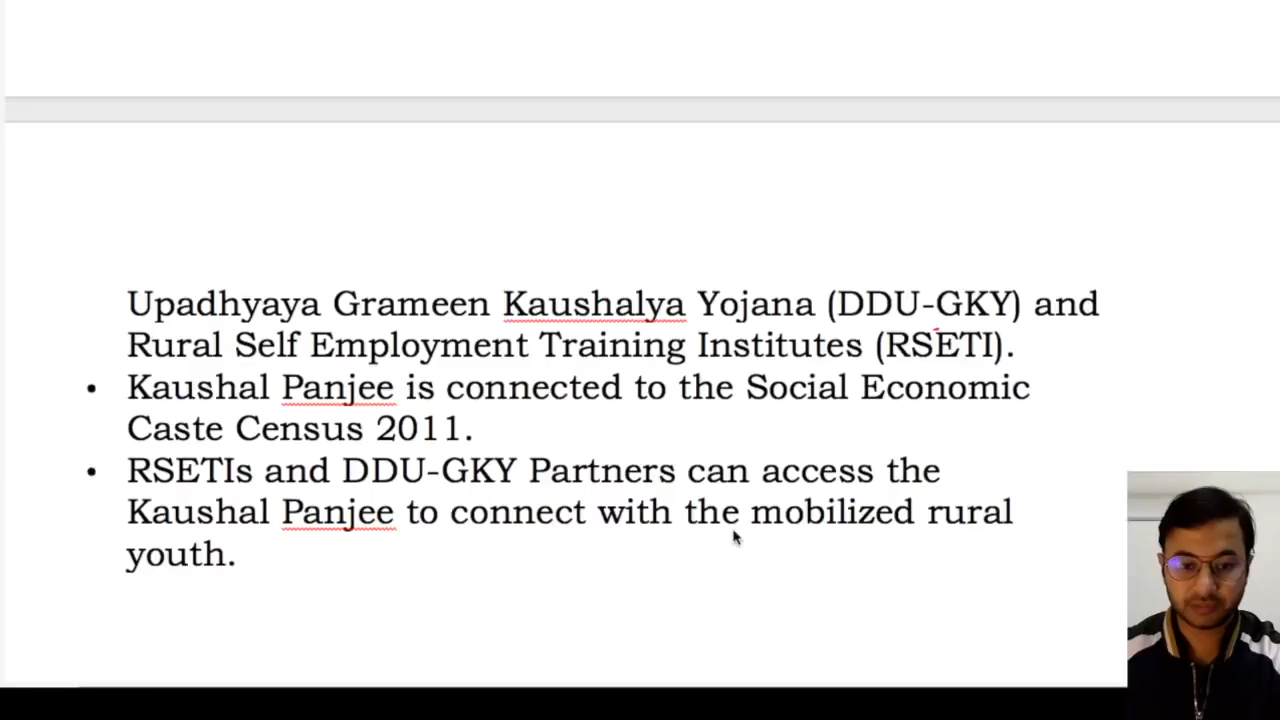 Upadhyaya Grameen Kaushalya Yojana (DDU-GKY) and
Rural Self Employment Training Institutes (RSETI).
• Kaushal Panjee is connected to the Social Economic
Caste Census 2011.
• RSETIs and DDU-GKY Partners can access the
Kaushal Panjee to connect with the mobilized rural
youth.